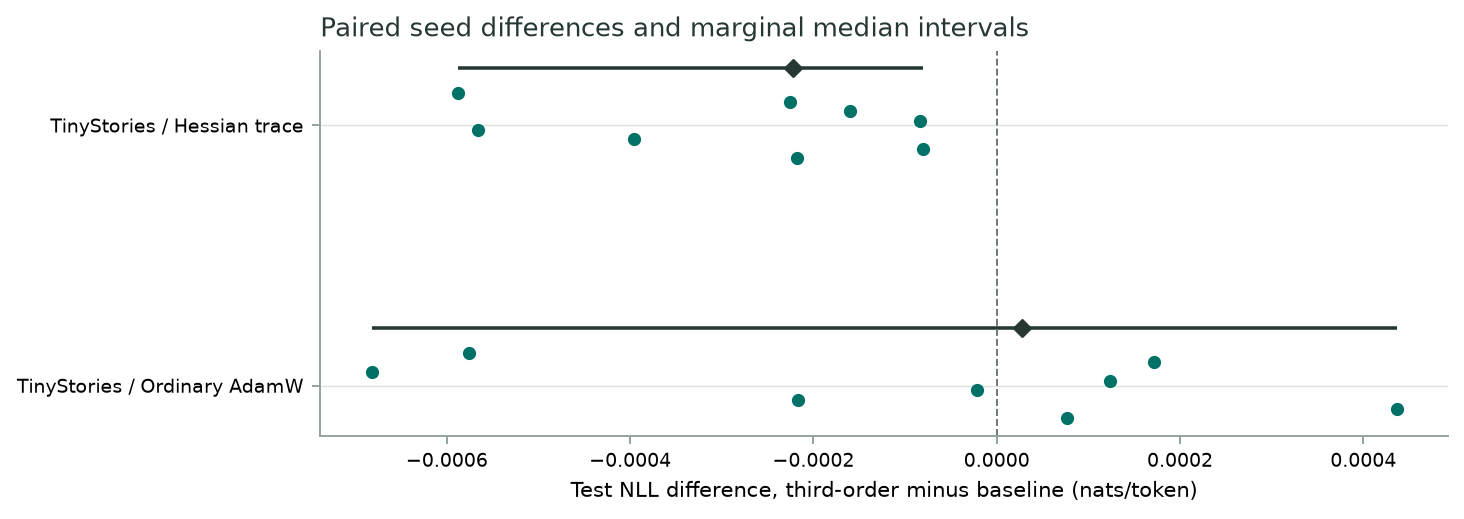 Paired seed differences and marginal median intervals
TinyStories / Hessian trace
TinyStories / Ordinary AdamW
−0.0006
−0.0004
−0.0002
0.0000
0.0002
0.0004
Test NLL difference, third-order minus baseline (nats/token)